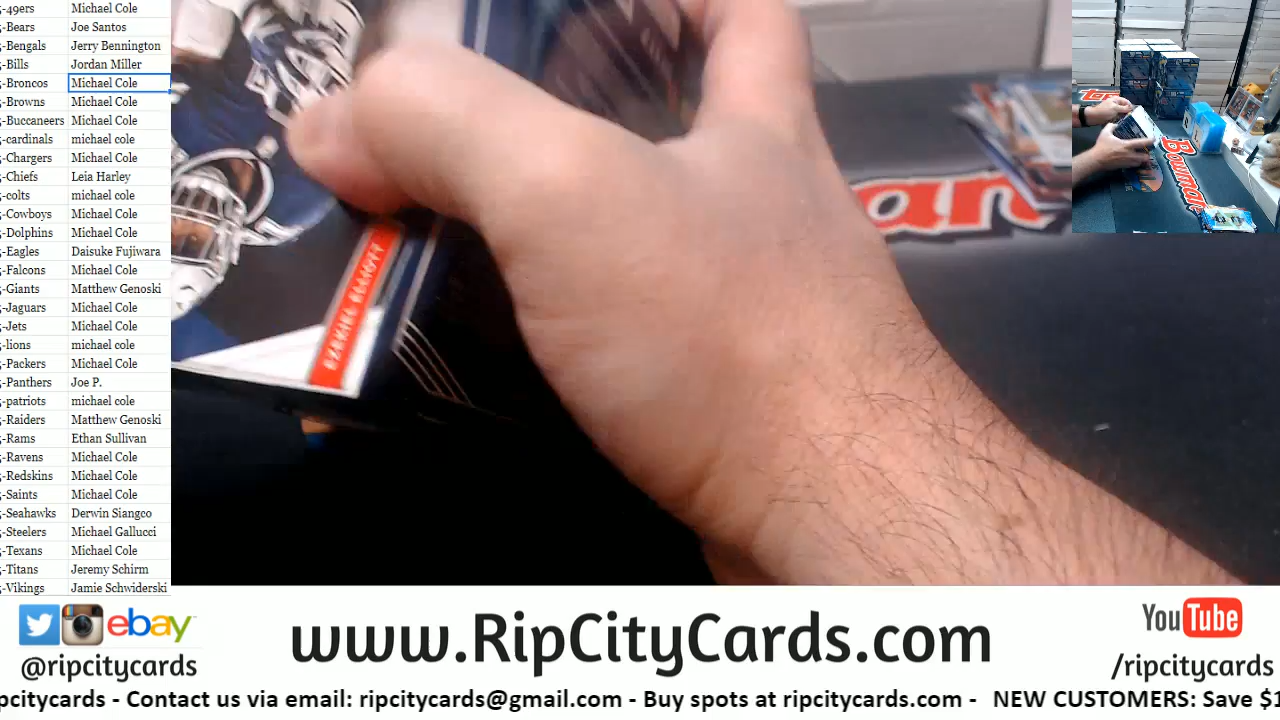 ;-49ers Michael Cole
;-Bears Joe Santos
;-Bengals Jerry Bennington
;-Bills Jordan Miller
;-Broncos Michael Cole
;-Browns Michael Cole
;-Buccaneers Michael Cole
;-cardinals michael cole
;-Chargers Michael Cole
;-Chiefs Leia Harley
;-colts michael cole
;-Cowboys Michael Cole
;-Dolphins Michael Cole
;-Eagles Daisuke Fujiwara
;-Falcons Michael Cole
;-Giants Matthew Genoski
;-Jaguars Michael Cole
;-Jets Michael Cole
;-lions michael cole
;-Packers Michael Cole
;-Panthers Joe P.
;-patriots michael cole
;-Raiders Matthew Genoski
;-Rams Ethan Sullivan
;-Ravens Michael Cole
;-Redskins Michael Cole
;-Saints Michael Cole
;-Seahawks Derwin Siangco
;-Steelers Michael Gallucci
;-Texans Michael Cole
;-Titans Jeremy Schirm
;-Vikings Jamie Schwiderski
EZEKIEL ELLIOTT
an
Bowman
ebay
@ripcitycards
www.RipCityCards.com
YouTube
/ripcitycards
pcitycards - Contact us via email: ripcitycards@gmail.com - Buy spots at ripcitycards.com - NEW CUSTOMERS: Save $1